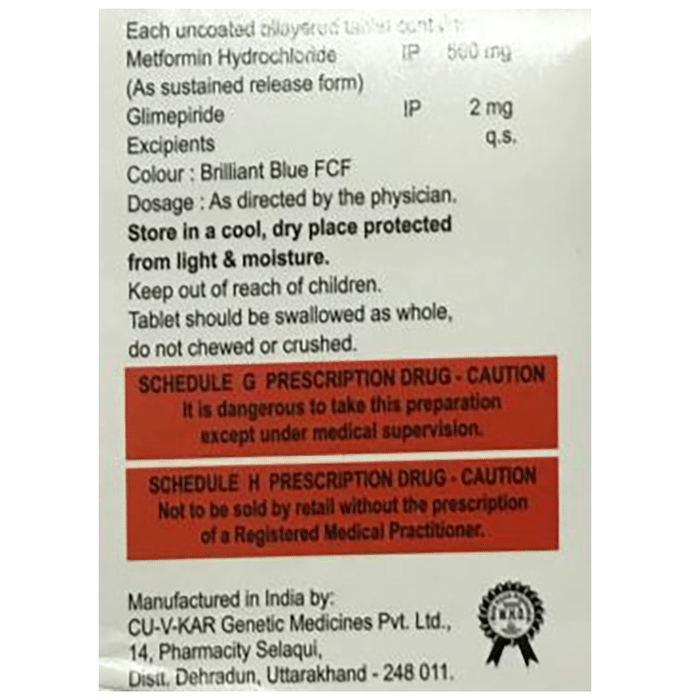 Each uncoated bilayered tablet contains
Metformin Hydrochloride IP 500 mg
(As sustained release form)
Glimepiride IP 2 mg
Excipients q.s.
Colour : Brilliant Blue FCF
Dosage : As directed by the physician.
Store in a cool, dry place protected
from light & moisture.
Keep out of reach of children.
Tablet should be swallowed as whole,
do not chewed or crushed.
SCHEDULE G PRESCRIPTION DRUG - CAUTION
It is dangerous to take this preparation
except under medical supervision.
SCHEDULE H PRESCRIPTION DRUG - CAUTION
Not to be sold by retail without the prescription
of a Registered Medical Practitioner.
Manufactured in India by:
CU-V-KAR Genetic Medicines Pvt. Ltd.,
14, Pharmacity Selaqui,
Distt. Dehradun, Uttarakhand - 248 011.